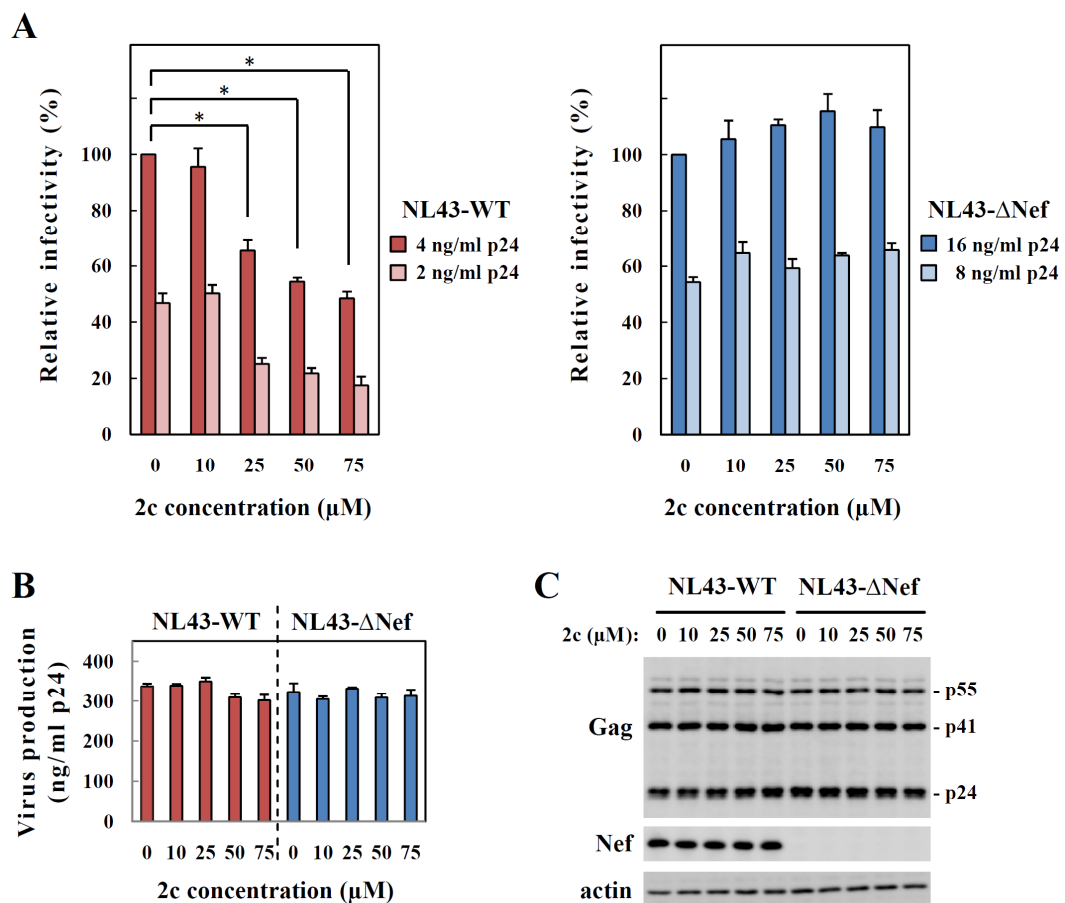 A
Relative infectivity (%)
100
80
60
40
20
0
* 
*
*
0 10 25 50 75
2c concentration (µM)
NL43-WT
4 ng/ml p24
2 ng/ml p24
Relative infectivity (%)
100
80
60
40
20
0
0 10 25 50 75
2c concentration (µM)
NL43-ΔNef
16 ng/ml p24
8 ng/ml p24
B
NL43-WT NL43-ΔNef
Virus production
(ng/ml p24)
400
300
200
100
0
0 10 25 50 75 0 10 25 50 75
2c concentration (µM)
C
NL43-WT NL43-ΔNef
2c (µM): 0 10 25 50 75 0 10 25 50 75
Gag
- p55
- p41
- p24
Nef
actin